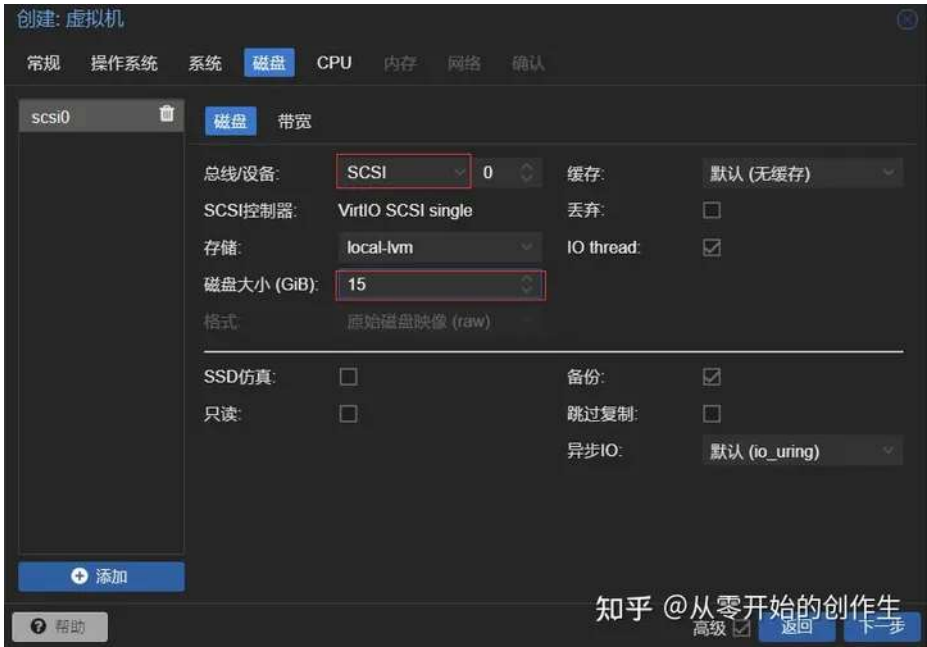 创建: 虚拟机
常规 操作系统 系统 磁盘 CPU 内存 网络 确认
scsi0 磁盘 带宽
总线/设备: SCSI 0 缓存: 默认 (无缓存)
SCSI控制器: VirtIO SCSI single 丢弃:
存储: local-lvm IO thread:
磁盘大小 (GiB): 15
格式: 原始磁盘映像 (raw)
SSD仿真: 备份:
只读: 跳过复制:
异步IO: 默认 (io_uring)
添加
知乎 @从零开始的创作生
帮助 高级 返回 下一步